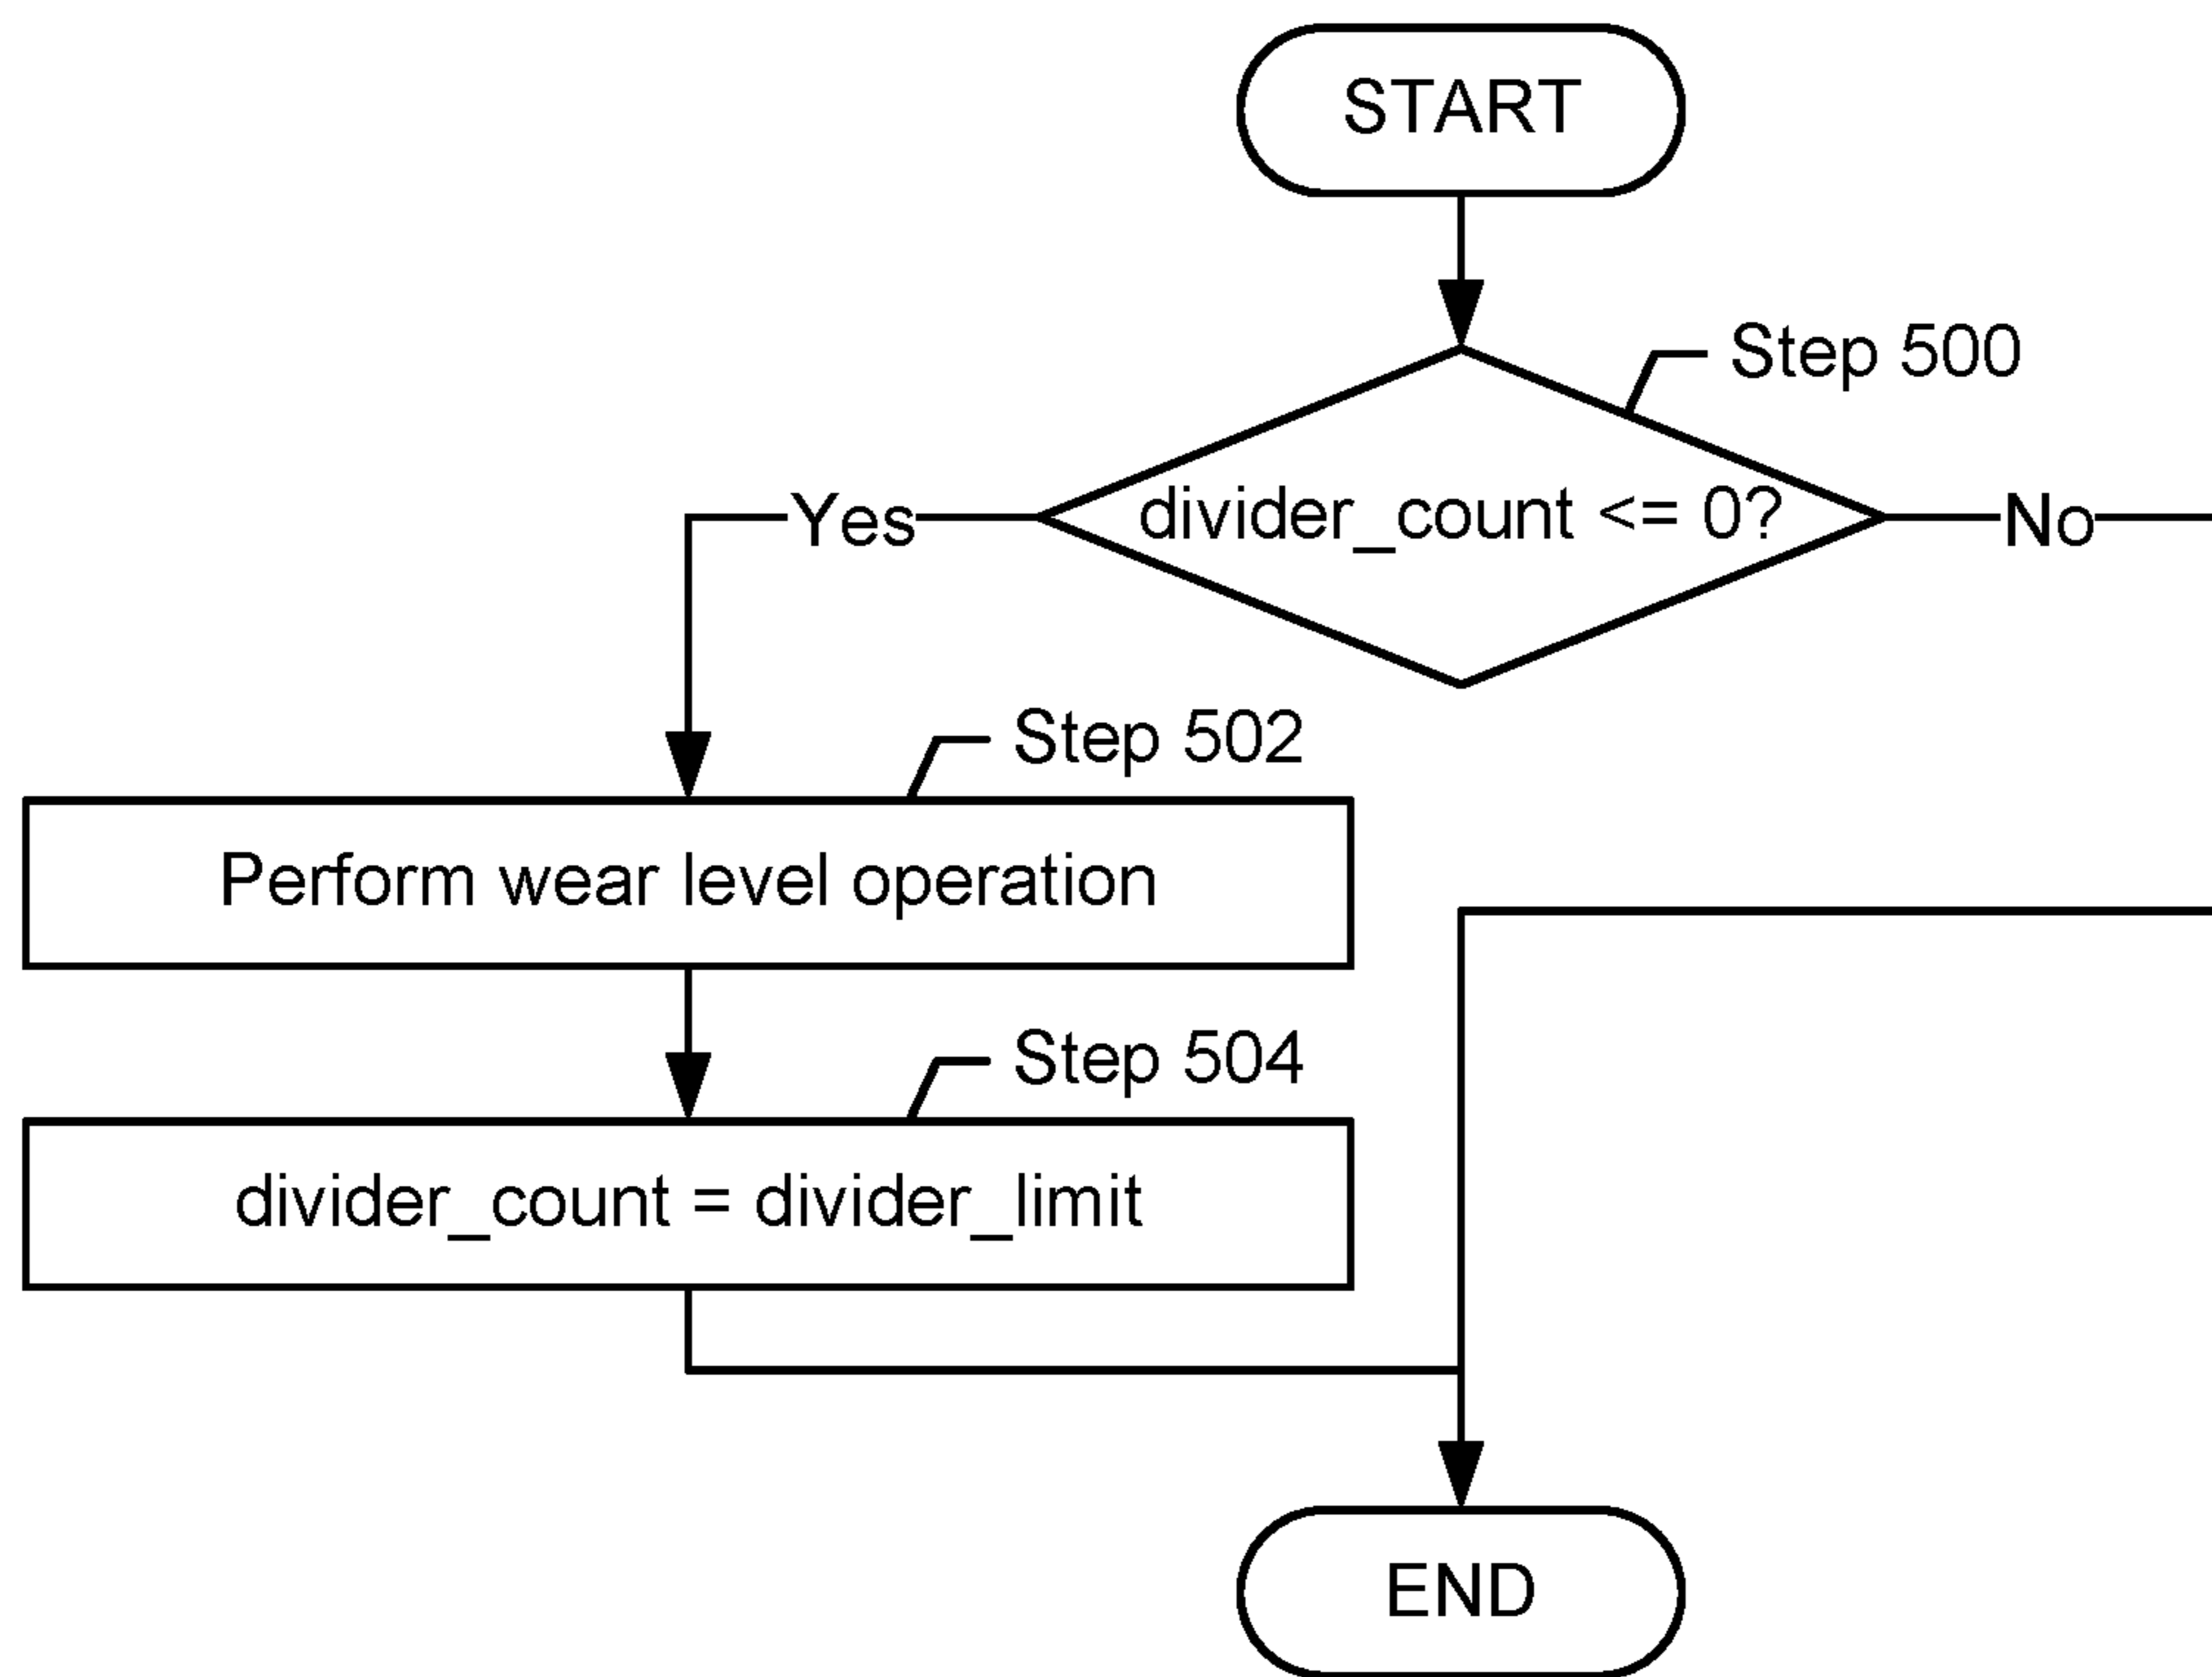 START
Step 500
divider_count <= 0?
Yes
No
Step 502
Perform wear level operation
Step 504
divider_count = divider_limit
END